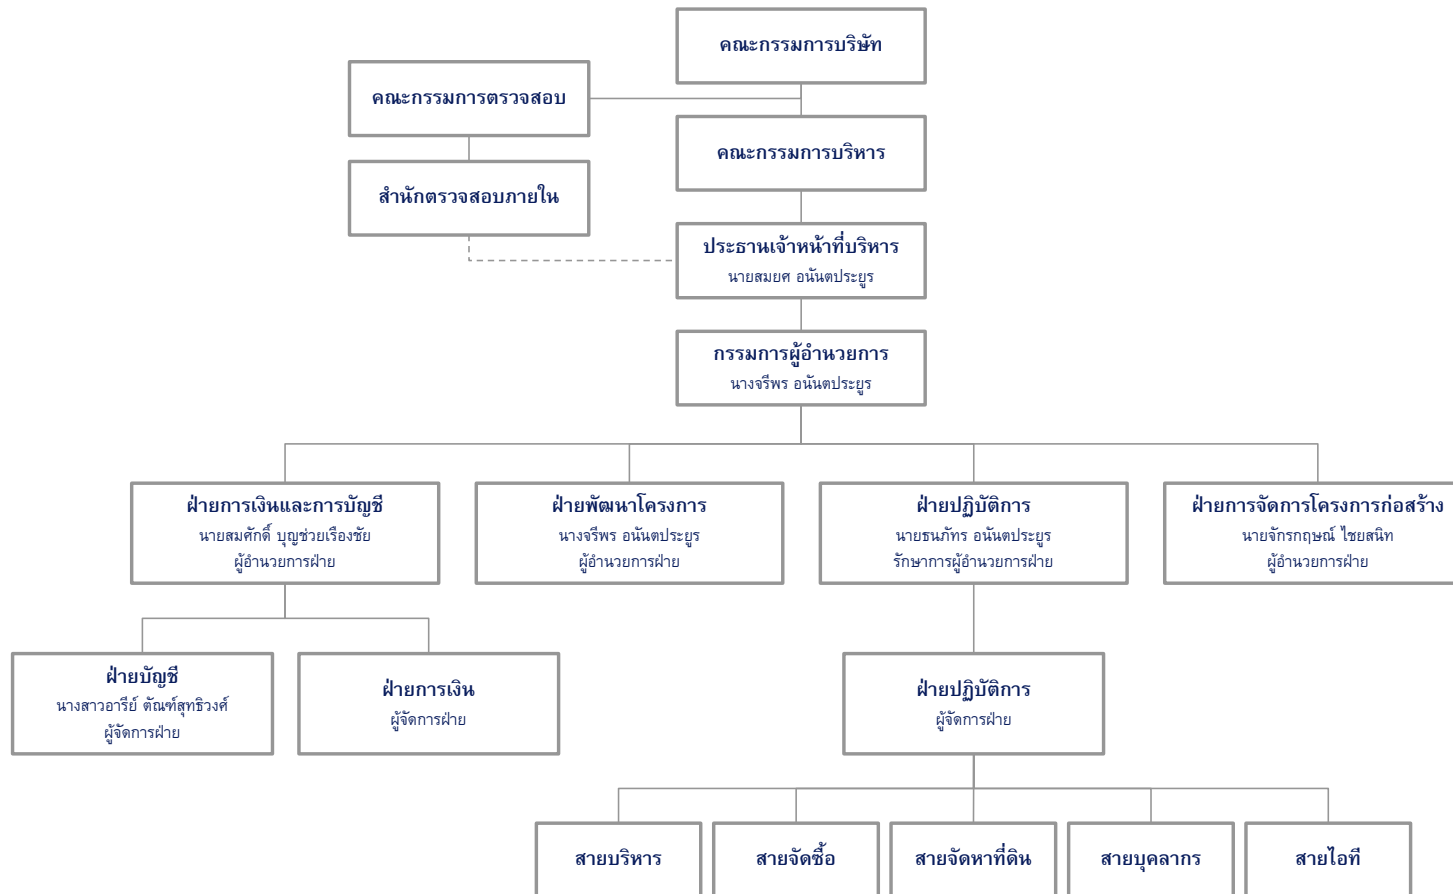 คณะกรรมการบริษัท
คณะกรรมการตรวจสอบ
คณะกรรมการบริหาร
สำนักตรวจสอบภายใน
ประธานเจ้าหน้าที่บริหาร
นายสมยศ อนันตประยูร
กรรมการผู้อำนวยการ
นางจรีพร อนันตประยูร
ฝ่ายการเงินและการบัญชี
นายสมศักดิ์ บุญช่วยเรืองชัย
ผู้อำนวยการฝ่าย
ฝ่ายพัฒนาโครงการ
นางจรีพร อนันตประยูร
ผู้อำนวยการฝ่าย
ฝ่ายปฏิบัติการ
นายธนภัทร อนันตประยูร
รักษาการผู้อำนวยการฝ่าย
ฝ่ายการจัดการโครงการก่อสร้าง
นายจักรกฤษณ์ ไชยสนิท
ผู้อำนวยการฝ่าย
ฝ่ายบัญชี
นางสาวอารีย์ ตัณฑ์สุทธิวงศ์
ผู้จัดการฝ่าย
ฝ่ายการเงิน
ผู้จัดการฝ่าย
ฝ่ายปฏิบัติการ
ผู้จัดการฝ่าย
สายบริหาร
สายจัดซื้อ
สายจัดหาที่ดิน
สายบุคลากร
สายไอที